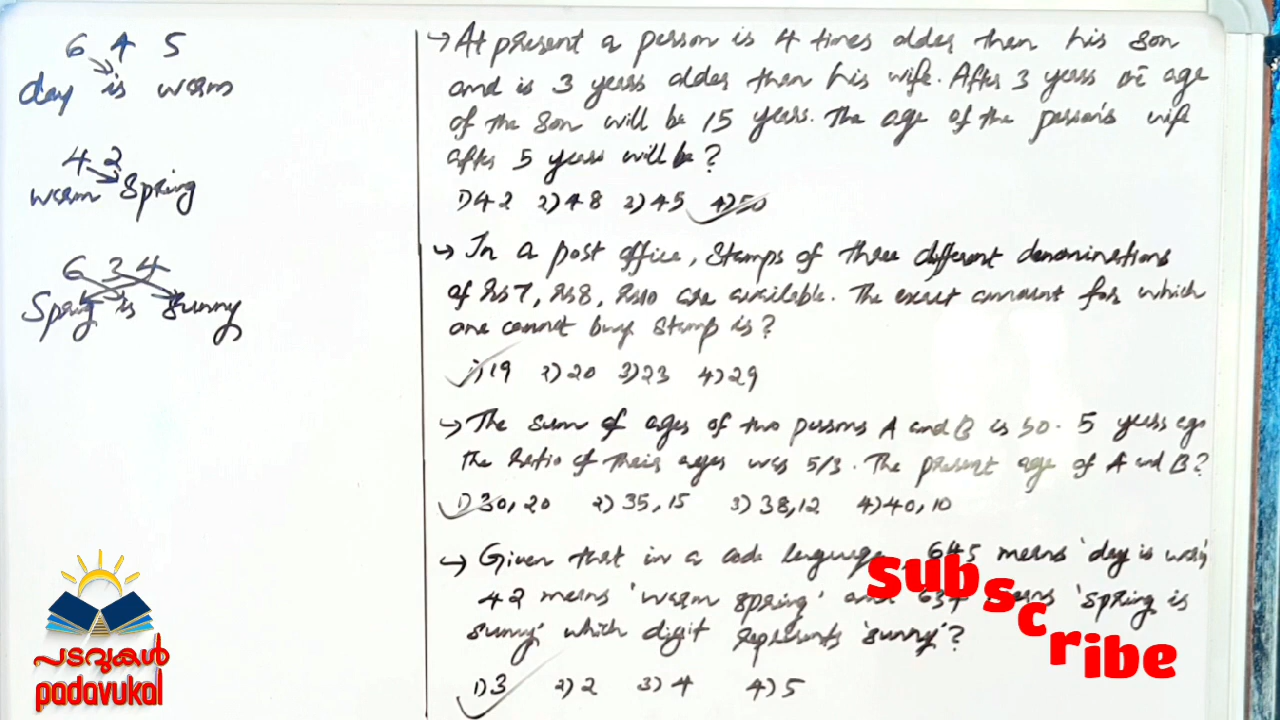 6 4 5
day is warm
4 2
warm spring
6 3 4
Spring is sunny
→ At present a person is 4 times older then his son
and is 3 years older then his wife. After 3 years age
of the son will be 15 years. The age of the person's wife
after 5 years will be?
1) 42 2) 48 3) 45 4) 50
→ In a post office, stamps of three different denominations
of Rs7, Rs8, Rs10 are available. The exact amount for which
one cannot buy stamp is?
1) 19 2) 20 3) 23 4) 29
→ The sum of ages of two persons A and B is 50. 5 years ago
the ratio of their ages was 5/3. The present age of A and B?
1) 30, 20 2) 35, 15 3) 38, 12 4) 40, 10
→ Given that in a code language, 645 means 'day is warm
42 means 'warm spring' and 634 means 'spring is
sunny' which digit represents 'sunny'?
1) 3 2) 2 3) 4 4) 5
Subscribe
പടവുകൾ
padavukal